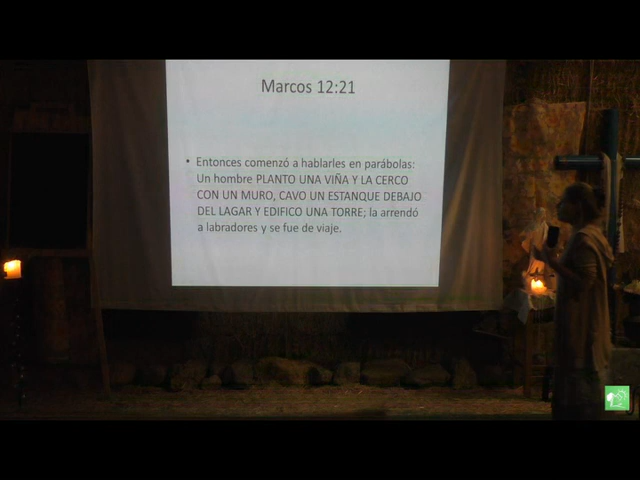 Marcos 12:21
• Entonces comenzó a hablarles en parábolas:
Un hombre PLANTO UNA VIÑA Y LA CERCO
CON UN MURO, CAVO UN ESTANQUE DEBAJO
DEL LAGAR Y EDIFICO UNA TORRE; la arrendó
a labradores y se fue de viaje.